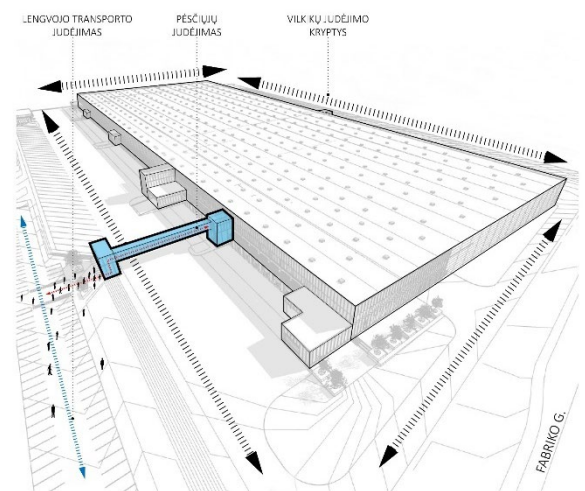 LENGVOJO TRANSPORTO
JUDĖJIMAS
PĖSČIŲJŲ
JUDĖJIMAS
VILKIKŲ JUDĖJIMO
KRYPTYS
FABRIKO G.